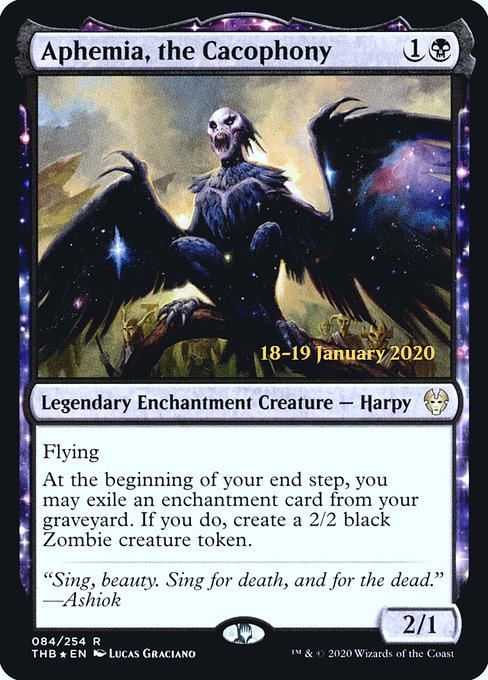 Aphemia, the Cacophony 1
18–19 January 2020
Legendary Enchantment Creature — Harpy
Flying
At the beginning of your end step, you
may exile an enchantment card from your
graveyard. If you do, create a 2/2 black
Zombie creature token.
“Sing, beauty. Sing for death, and for the dead.”
—Ashiok
2/1
084/254 R
THB★EN Lucas Graciano
™ & © 2020 Wizards of the Coast